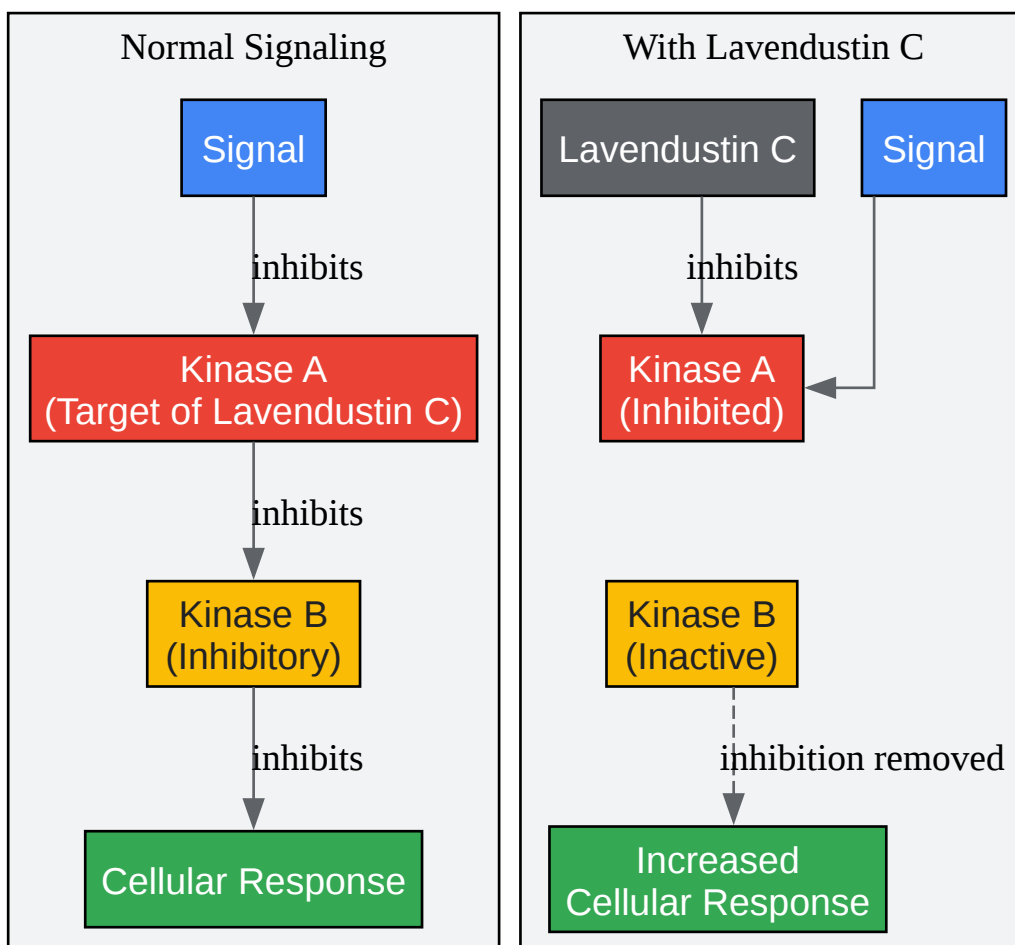 Normal Signaling
Signal
inhibits
Kinase A
(Target of Lavendustin C)
inhibits
Kinase B
(Inhibitory)
inhibits
Cellular Response
With Lavendustin C
Lavendustin C
Signal
inhibits
Kinase A
(Inhibited)
Kinase B
(Inactive)
inhibition removed
Increased
Cellular Response